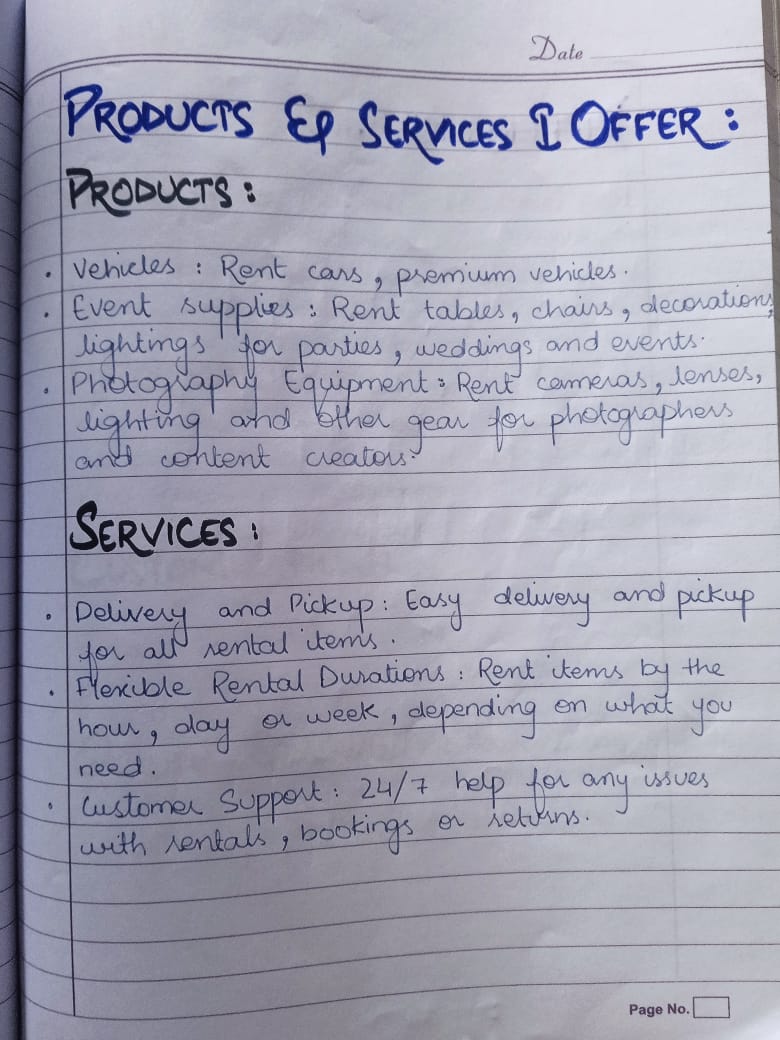 Date
PRODUCTS & SERVICES I OFFER :
PRODUCTS :
• Vehicles : Rent cars, premium vehicles.
• Event supplies : Rent tables, chairs, decorations,
lightings for parties, weddings and events.
• Photography Equipment : Rent cameras, lenses,
lighting and other gear for photographers
and content creators.
SERVICES :
• Delivery and Pickup : Easy delivery and pickup
for all rental items.
• Flexible Rental Durations : Rent items by the
hour, day or week, depending on what you
need.
• Customer Support : 24/7 help for any issues
with rentals, bookings or returns.
Page No.